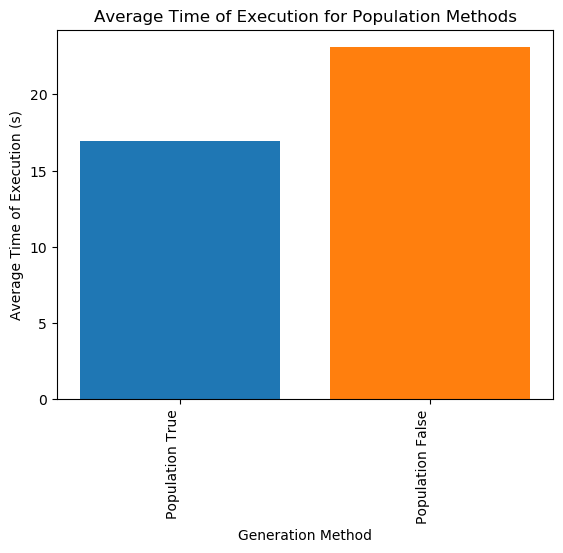 Average Time of Execution for Population Methods
Average Time of Execution (s)
20
15
10
5
0
Population True
Population False
Generation Method